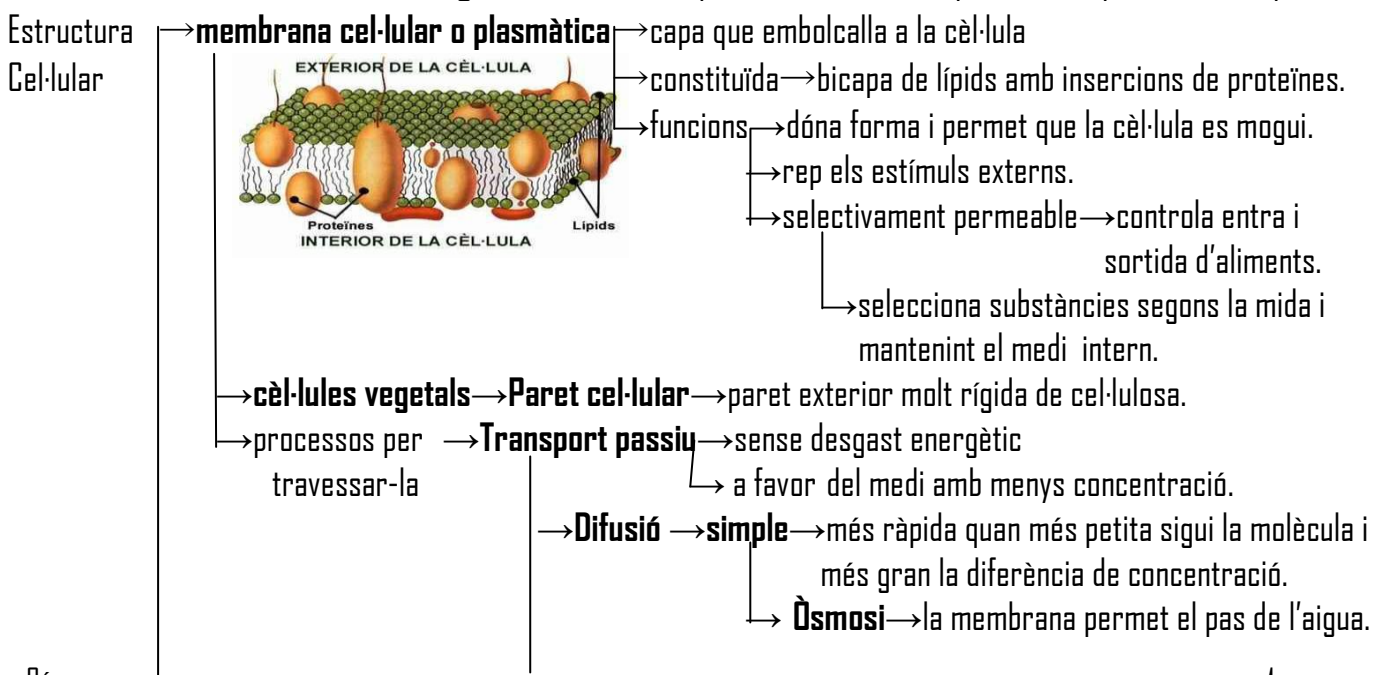 Estructura →membrana cel·lular o plasmàtica→capa que embolcalla a la cèl·lula
Cel·lular
EXTERIOR DE LA CÈL·LULA
→constituïda→bicapa de lípids amb insercions de proteïnes.
→funcions→dóna forma i permet que la cèl·lula es mogui.
→rep els estímuls externs.
→selectivament permeable→controla entra i
sortida d'aliments.
Proteïnes
Lípids
INTERIOR DE LA CÈL·LULA
→selecciona substàncies segons la mida i
mantenint el medi intern.
→cèl·lules vegetals→Paret cel·lular→paret exterior molt rígida de cel·lulosa.
→processos per →Transport passiu→sense desgast energètic
travessar-la
→ a favor del medi amb menys concentració.
→Difusió →simple→més ràpida quan més petita sigui la molècula i
més gran la diferència de concentració.
→ Òsmosi→la membrana permet el pas de l'aigua.